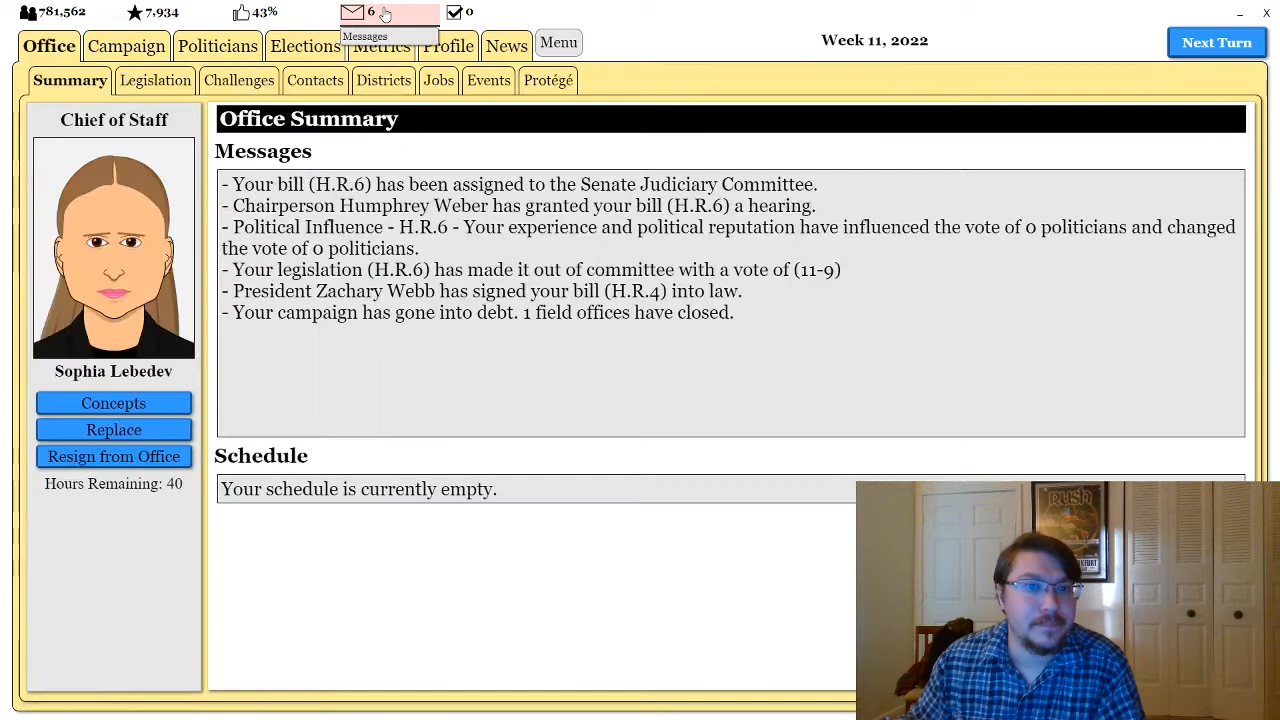 781,562 7,934 43% 6 0
Messages
Office Campaign Politicians Elections Metrics Profile News Menu
Week 11, 2022
Next Turn
Summary Legislation Challenges Contacts Districts Jobs Events Protégé
Chief of Staff
Sophia Lebedev
Concepts
Replace
Resign from Office
Hours Remaining: 40
Office Summary
Messages
- Your bill (H.R.6) has been assigned to the Senate Judiciary Committee.
- Chairperson Humphrey Weber has granted your bill (H.R.6) a hearing.
- Political Influence - H.R.6 - Your experience and political reputation have influenced the vote of 0 politicians and changed
the vote of 0 politicians.
- Your legislation (H.R.6) has made it out of committee with a vote of (11-9)
- President Zachary Webb has signed your bill (H.R.4) into law.
- Your campaign has gone into debt. 1 field offices have closed.
Schedule
Your schedule is currently empty.
RUSH